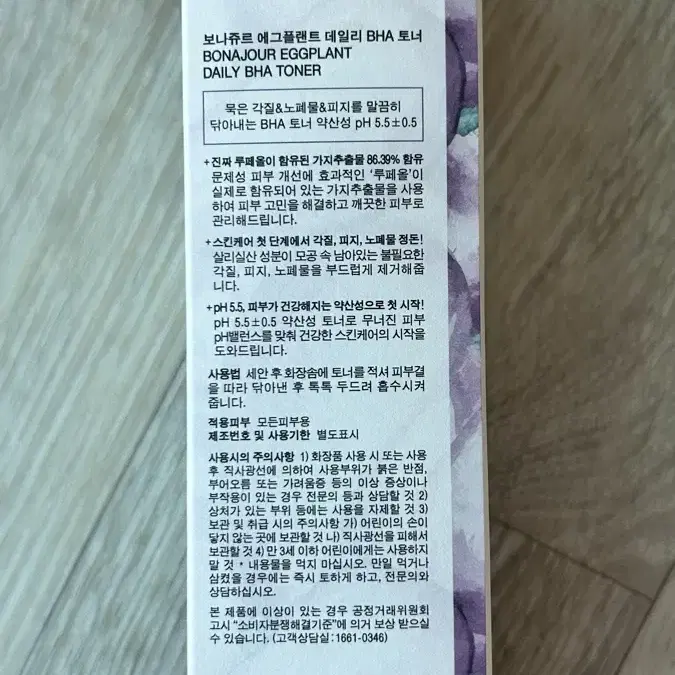 보나쥬르 에그플랜트 데일리 BHA 토너
BONAJOUR EGGPLANT
DAILY BHA TONER
묵은 각질&노폐물&피지를 말끔히
닦아내는 BHA 토너 약산성 pH 5.5±0.5
+진짜 루페올이 함유된 가지추출물 86.39% 함유
문제성 피부 개선에 효과적인 '루페올'이
실제로 함유되어 있는 가지추출물을 사용
하여 피부 고민을 해결하고 깨끗한 피부로
관리해드립니다.
+스킨케어 첫 단계에서 각질, 피지, 노폐물 정돈!
살리실산 성분이 모공 속 남아있는 불필요한
각질, 피지, 노폐물을 부드럽게 제거해줍
니다.
+pH 5.5, 피부가 건강해지는 약산성으로 첫 시작!
pH 5.5±0.5 약산성 토너로 무너진 피부
pH밸런스를 맞춰 건강한 스킨케어의 시작을
도와드립니다.
사용법 세안 후 화장솜에 토너를 적셔 피부결
을 따라 닦아낸 후 톡톡 두드려 흡수시켜
줍니다.
적용피부 모든피부용
제조번호 및 사용기한 별도표시
사용시의 주의사항 1) 화장품 사용 시 또는 사용
후 직사광선에 의하여 사용부위가 붉은 반점,
부어오름 또는 가려움증 등의 이상 증상이나
부작용이 있는 경우 전문의 등과 상담할 것 2)
상처가 있는 부위 등에는 사용을 자제할 것 3)
보관 및 취급 시의 주의사항 가) 어린이의 손이
닿지 않는 곳에 보관할 것 나) 직사광선을 피해서
보관할 것 4) 만 3세 이하 어린이에게는 사용하지
말 것 * 내용물을 먹지 마십시오. 만일 먹거나
삼켰을 경우에는 즉시 토하게 하고, 전문의와
상담하십시오.
본 제품에 이상이 있는 경우 공정거래위원회
고시 "소비자분쟁해결기준"에 의거 보상 받으실
수 있습니다. (고객상담실:1661-0346)